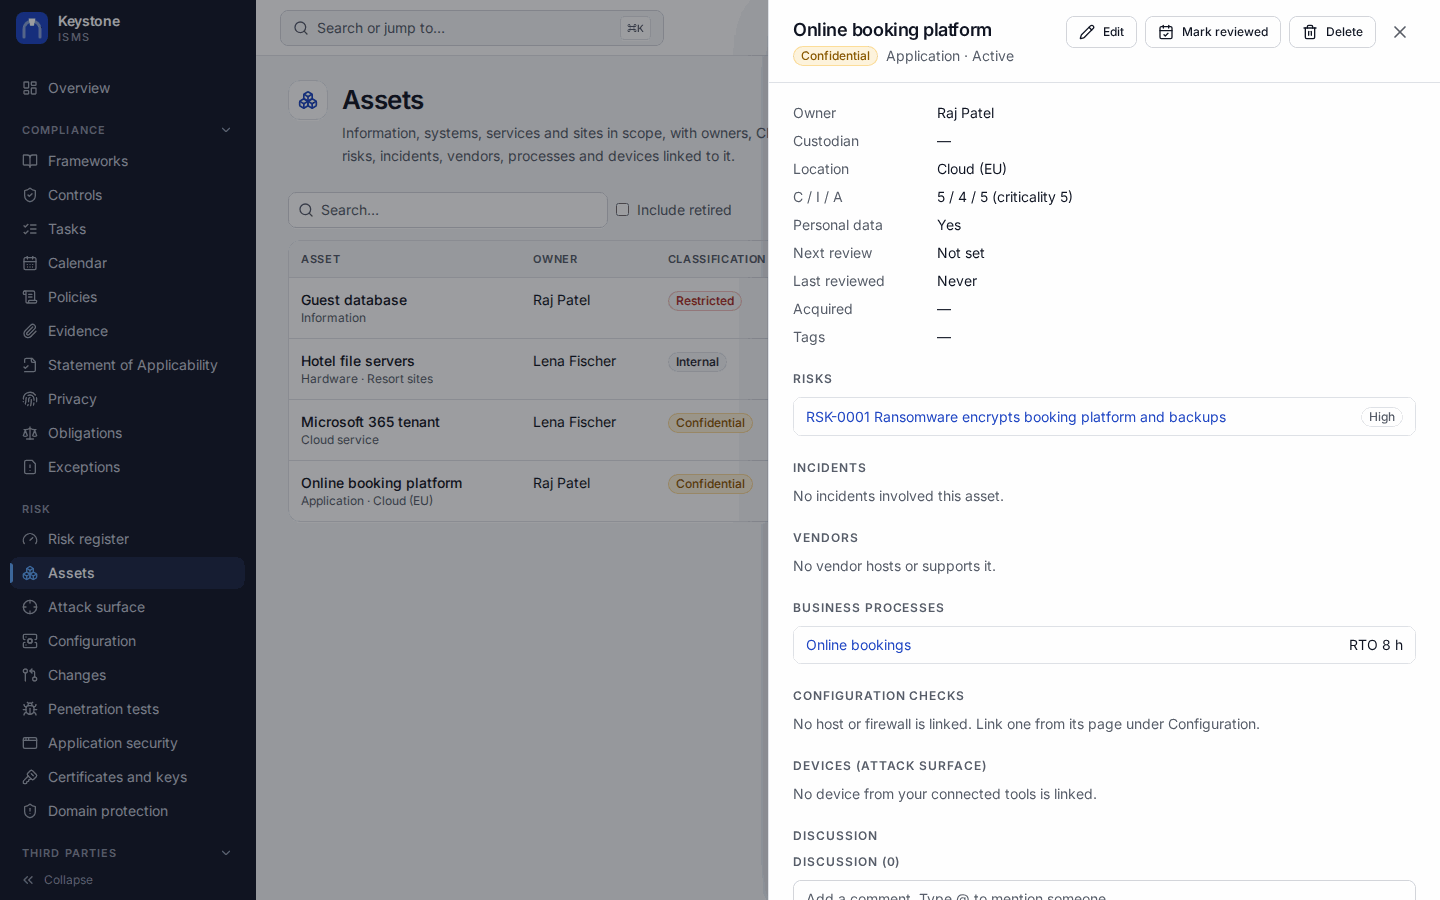 Keystone
ISMS
Overview
COMPLIANCE
Frameworks
Controls
Tasks
Calendar
Policies
Evidence
Statement of Applicability
Privacy
Obligations
Exceptions
RISK
Risk register
Assets
Attack surface
Configuration
Changes
Penetration tests
Application security
Certificates and keys
Domain protection
THIRD PARTIES
Collapse
Search or jump to...
⌘K
Assets
Information, systems, services and sites in scope, with owners,
risks, incidents, vendors, processes and devices linked to it.
Search...
Include retired
ASSET OWNER CLASSIFICATION
Guest database Raj Patel Restricted
Information
Hotel file servers Lena Fischer Internal
Hardware · Resort sites
Microsoft 365 tenant Lena Fischer Confidential
Cloud service
Online booking platform Raj Patel Confidential
Application · Cloud (EU)
Online booking platform
Edit
Mark reviewed
Delete
Confidential Application · Active
Owner Raj Patel
Custodian —
Location Cloud (EU)
C / I / A 5 / 4 / 5 (criticality 5)
Personal data Yes
Next review Not set
Last reviewed Never
Acquired —
Tags —
RISKS
RSK-0001 Ransomware encrypts booking platform and backups High
INCIDENTS
No incidents involved this asset.
VENDORS
No vendor hosts or supports it.
BUSINESS PROCESSES
Online bookings RTO 8 h
CONFIGURATION CHECKS
No host or firewall is linked. Link one from its page under Configuration.
DEVICES (ATTACK SURFACE)
No device from your connected tools is linked.
DISCUSSION
DISCUSSION (0)
Add a comment. Type @ to mention someone